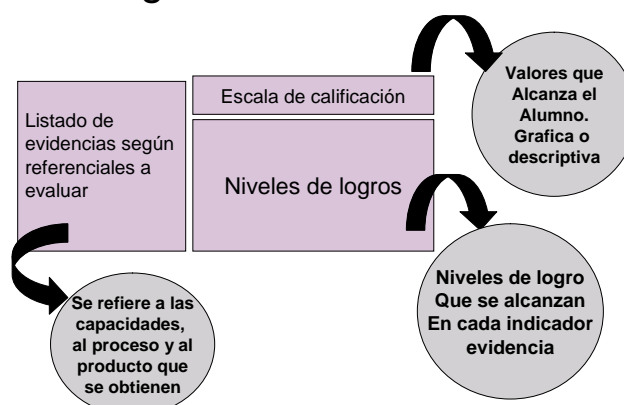 Escala de calificación
Listado de
evidencias según
referenciales a
evaluar
Niveles de logros
Valores que
Alcanza el
Alumno.
Grafica o
descriptiva
Se refiere a las
capacidades,
al proceso y al
producto que
se obtienen
Niveles de logro
Que se alcanzan
En cada indicador
evidencia